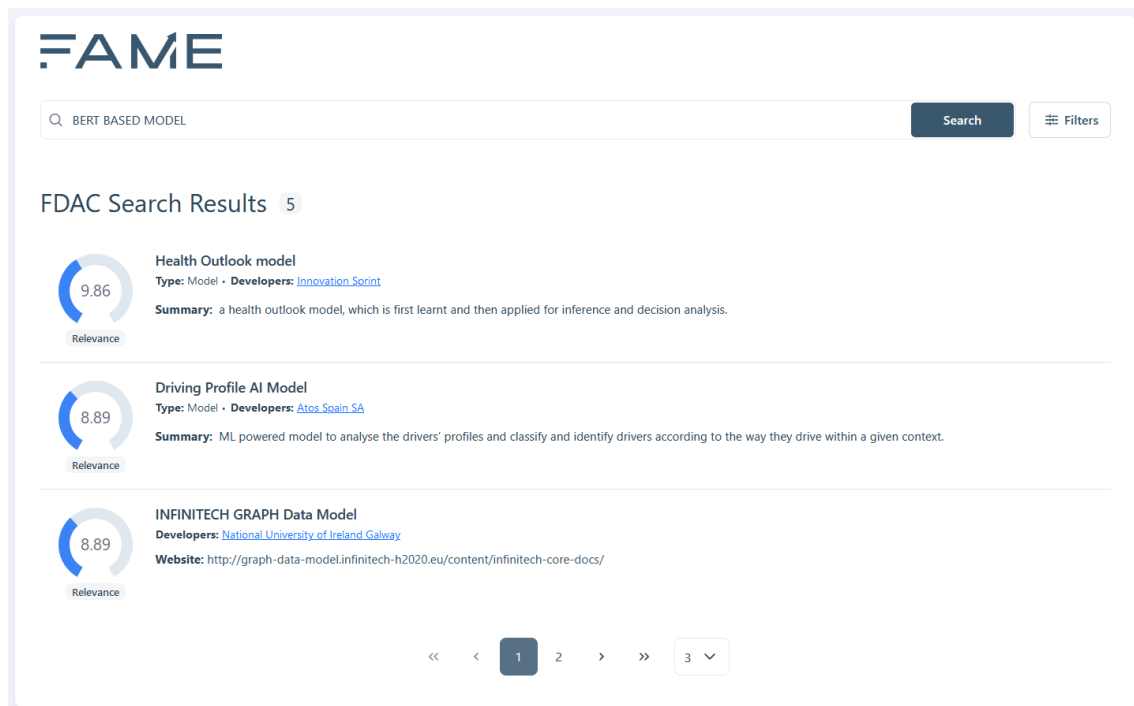 FAME
BERT BASED MODEL
Search
Filters
FDAC Search Results 5
9.86
Relevance
Health Outlook model
Type: Model • Developers: Innovation Sprint
Summary: a health outlook model, which is first learnt and then applied for inference and decision analysis.
8.89
Relevance
Driving Profile AI Model
Type: Model • Developers: Atos Spain SA
Summary: ML powered model to analyse the drivers' profiles and classify and identify drivers according to the way they drive within a given context.
8.89
Relevance
INFINITECH GRAPH Data Model
Developers: National University of Ireland Galway
Website: http://graph-data-model.infinitech-h2020.eu/content/infinitech-core-docs/
« ‹ 1 2 › » 3